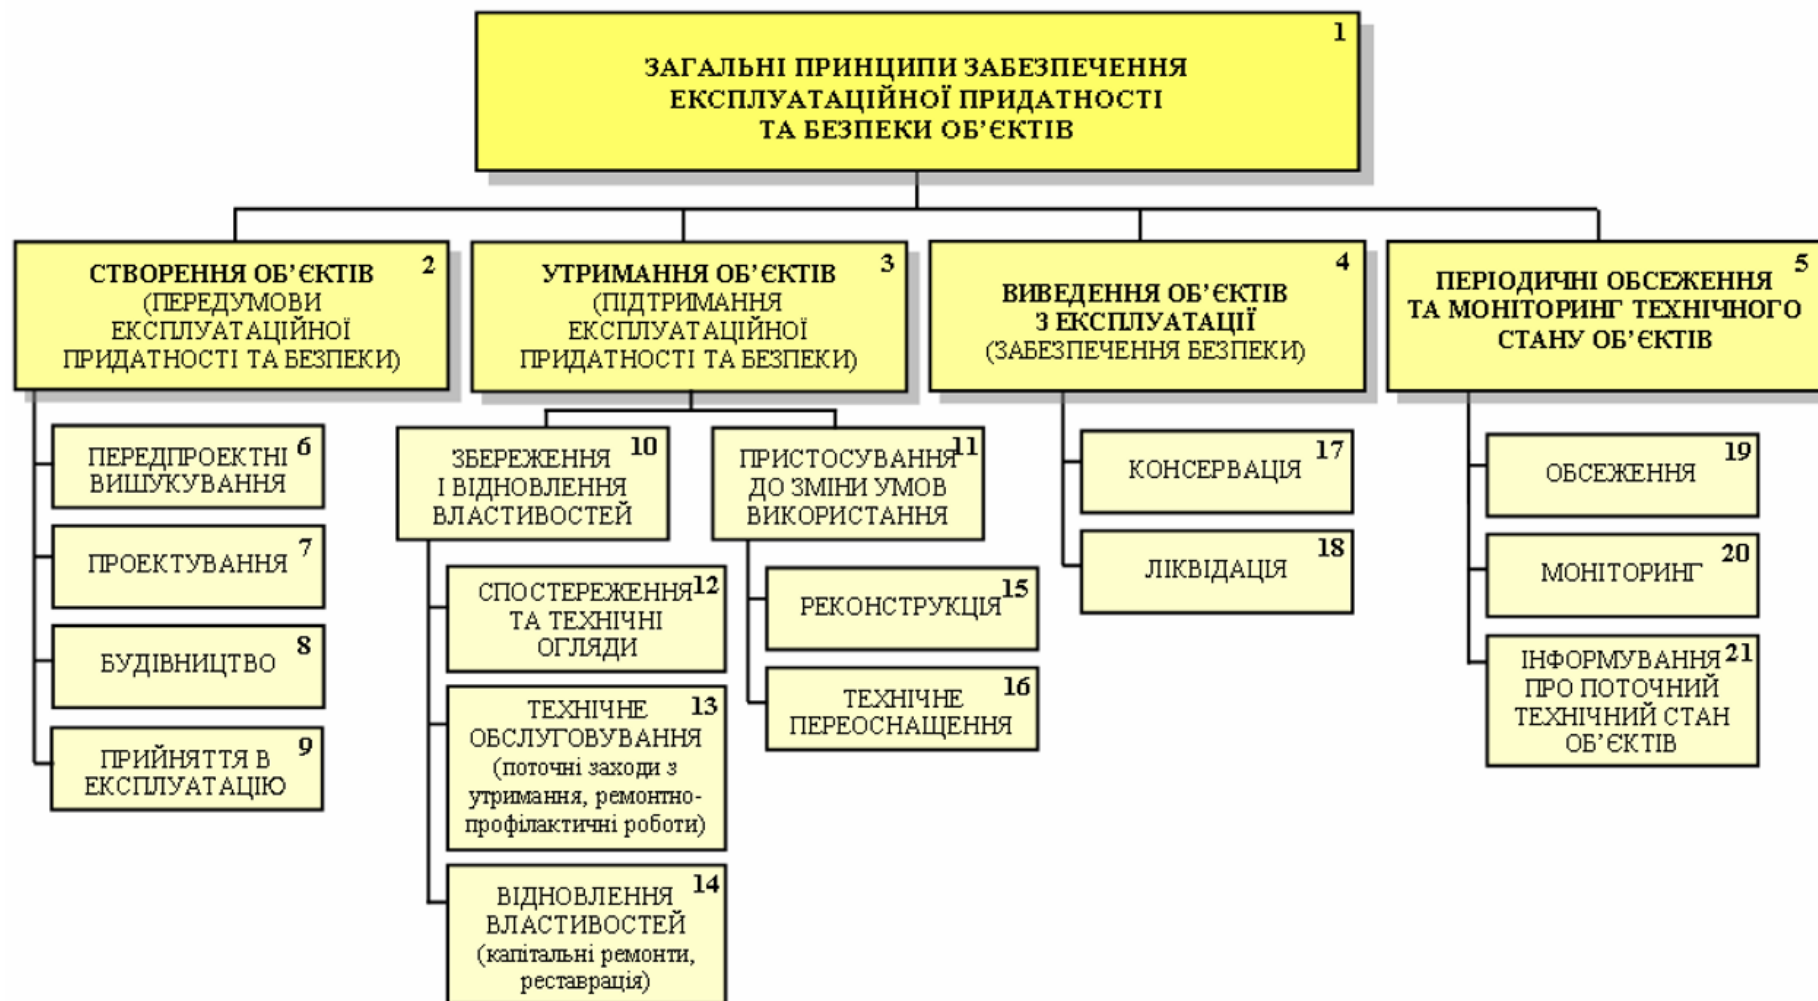 1
ЗАГАЛЬНІ ПРИНЦИПИ ЗАБЕЗПЕЧЕННЯ
ЕКСПЛУАТАЦІЙНОЇ ПРИДАТНОСТІ
ТА БЕЗПЕКИ ОБ’ЄКТІВ
СТВОРЕННЯ ОБ’ЄКТІВ 2
(ПЕРЕДУМОВИ
ЕКСПЛУАТАЦІЙНОЇ
ПРИДАТНОСТІ ТА БЕЗПЕКИ)
УТРИМАННЯ ОБ’ЄКТІВ 3
(ПІДТРИМАННЯ
ЕКСПЛУАТАЦІЙНОЇ
ПРИДАТНОСТІ ТА БЕЗПЕКИ)
4
ВИВЕДЕННЯ ОБ’ЄКТІВ
З ЕКСПЛУАТАЦІЇ
(ЗАБЕЗПЕЧЕННЯ БЕЗПЕКИ)
5
ПЕРІОДИЧНІ ОБСЕЖЕННЯ
ТА МОНІТОРИНГ ТЕХНІЧНОГО
СТАНУ ОБ’ЄКТІВ
6
ПЕРЕДПРОЕКТНІ
ВИШУКУВАННЯ
7
ПРОЕКТУВАННЯ
8
БУДІВНИЦТВО
9
ПРИЙНЯТТЯ В
ЕКСПЛУАТАЦІЮ
ЗБЕРЕЖЕННЯ 10
І ВІДНОВЛЕННЯ
ВЛАСТИВОСТЕЙ
ПРИСТОСУВАННЯ 11
ДО ЗМІНИ УМОВ
ВИКОРИСТАННЯ
СПОСТЕРЕЖЕННЯ 12
ТА ТЕХНІЧНІ
ОГЛЯДИ
ТЕХНІЧНЕ 13
ОБСЛУГОВУВАННЯ
(поточні заходи з
утримання, ремонтно-
профілактичні роботи)
14
ВІДНОВЛЕННЯ
ВЛАСТИВОСТЕЙ
(капітальні ремонти,
реставрація)
РЕКОНСТРУКЦІЯ 15
16
ТЕХНІЧНЕ
ПЕРЕОСНАЩЕННЯ
17
КОНСЕРВАЦІЯ
18
ЛІКВІДАЦІЯ
19
ОБСЕЖЕННЯ
20
МОНІТОРИНГ
ІНФОРМУВАННЯ 21
ПРО ПОТОЧНИЙ
ТЕХНІЧНИЙ СТАН
ОБ’ЄКТІВ